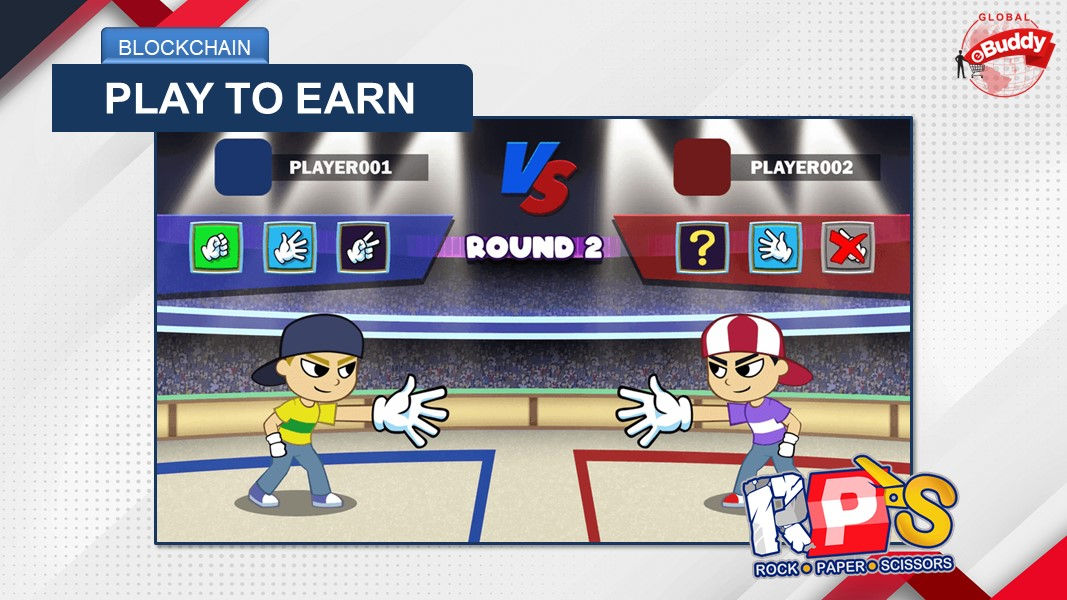 BLOCKCHAIN
PLAY TO EARN
GLOBAL
eBuddy
PLAYER001
VS
PLAYER002
ROUND 2
?
RPS
ROCK • PAPER • SCISSORS